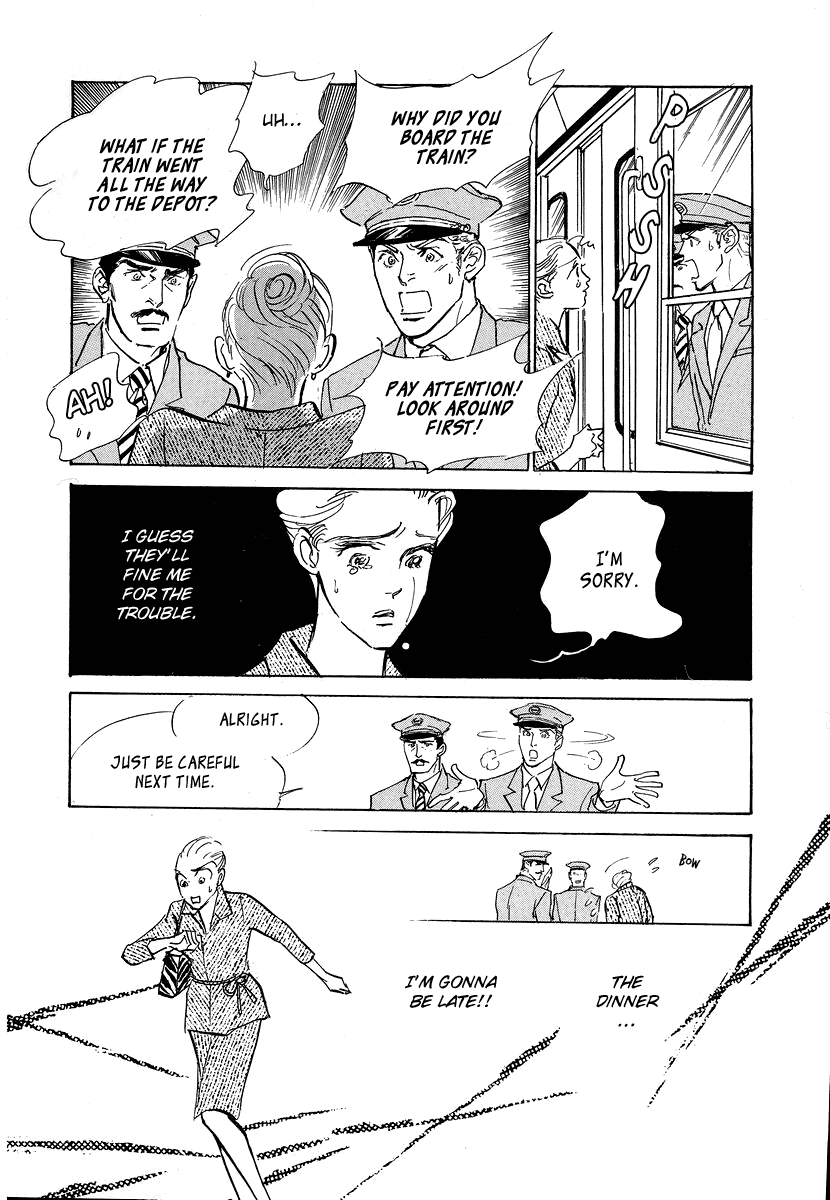 PSSSH
WHY DID YOU
BOARD THE
TRAIN?
UH...
WHAT IF THE
TRAIN WENT
ALL THE WAY
TO THE DEPOT?
PAY ATTENTION!
LOOK AROUND
FIRST!
AH!
I'M
SORRY.
I GUESS
THEY'LL
FINE ME
FOR THE
TROUBLE.
ALRIGHT.
JUST BE CAREFUL
NEXT TIME.
BOW
THE
DINNER
...
I'M GONNA
BE LATE!!